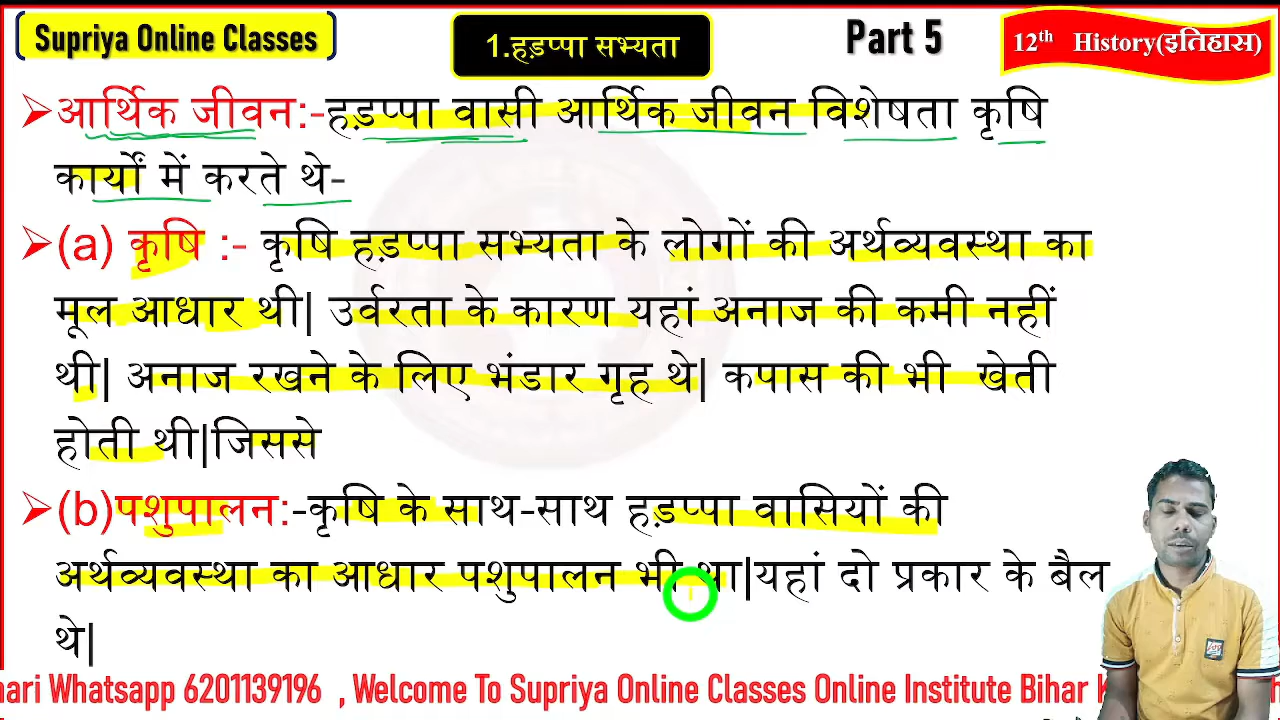 Supriya Online Classes
1.हड़प्पा सभ्यता
Part 5
12th History(इतिहास)
➢आर्थिक जीवन:-हड़प्पा वासी आर्थिक जीवन विशेषता कृषि
कार्यों में करते थे-
➢(a) कृषि :- कृषि हड़प्पा सभ्यता के लोगों की अर्थव्यवस्था का
मूल आधार थी| उर्वरता के कारण यहां अनाज की कमी नहीं
थी| अनाज रखने के लिए भंडार गृह थे| कपास की भी खेती
होती थी|जिससे
➢(b)पशुपालन:-कृषि के साथ-साथ हड़प्पा वासियों की
अर्थव्यवस्था का आधार पशुपालन भी था|यहां दो प्रकार के बैल
थे|
Whatsapp 6201139196 , Welcome To Supriya Online Classes Online Institute Bihar